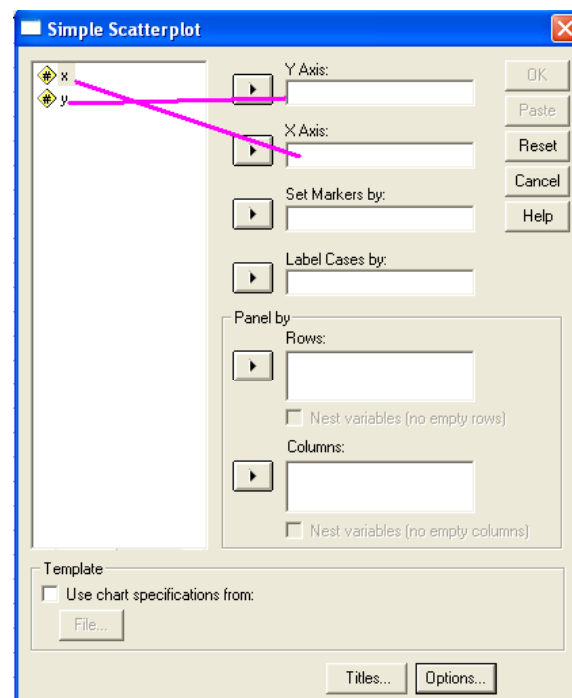 Simple Scatterplot
x
y
Y Axis:
X Axis:
Set Markers by:
Label Cases by:
OK
Paste
Reset
Cancel
Help
Panel by
Rows:
Nest variables (no empty rows)
Columns:
Nest variables (no empty columns)
Template
Use chart specifications from:
File...
Titles...
Options...